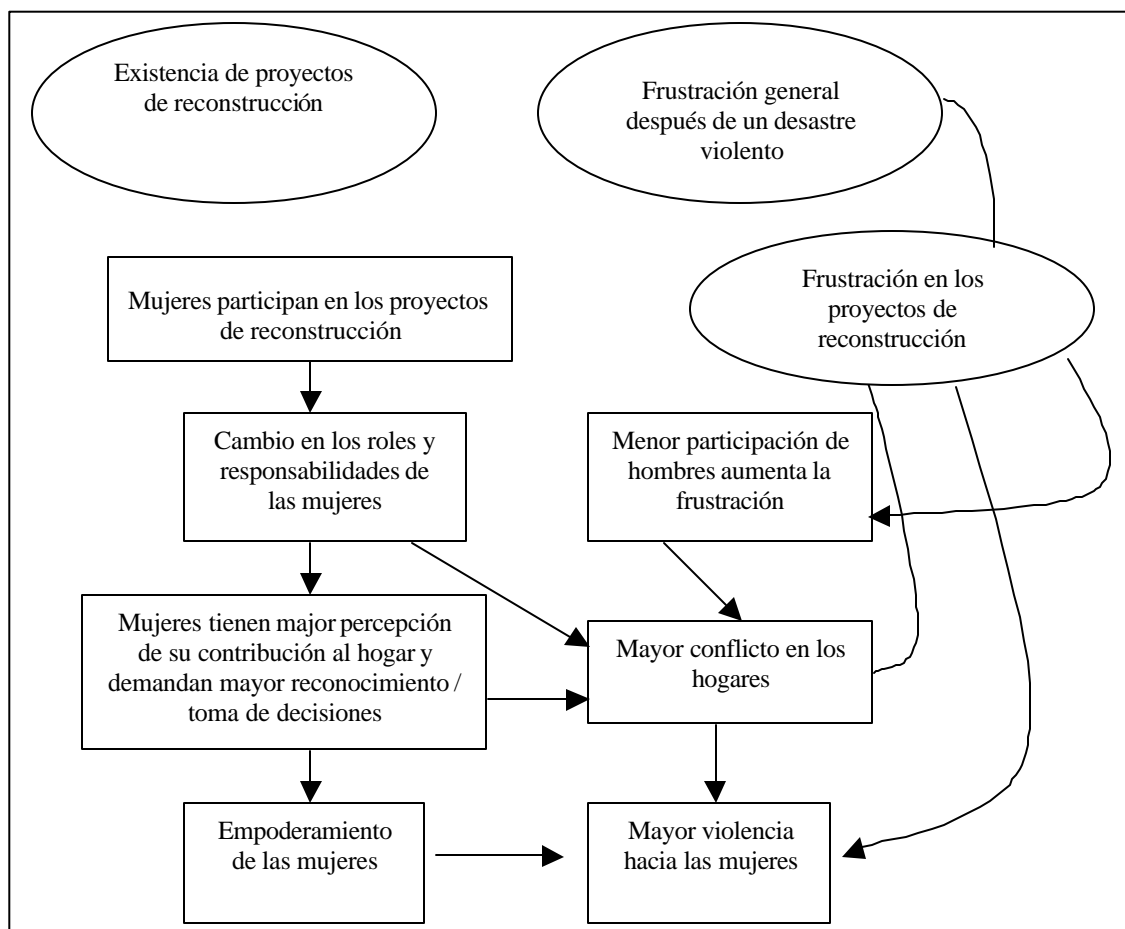 Existencia de proyectos
de reconstrucción
Frustración general
después de un desastre
violento
Frustración en los
proyectos de
reconstrucción
Mujeres participan en los proyectos
de reconstrucción
Cambio en los roles y
responsabilidades de
las mujeres
Menor participación de
hombres aumenta la
frustración
Mujeres tienen major percepción
de su contribución al hogar y
demandan mayor reconocimiento /
toma de decisiones
Mayor conflicto en los
hogares
Empoderamiento
de las mujeres
Mayor violencia
hacia las mujeres